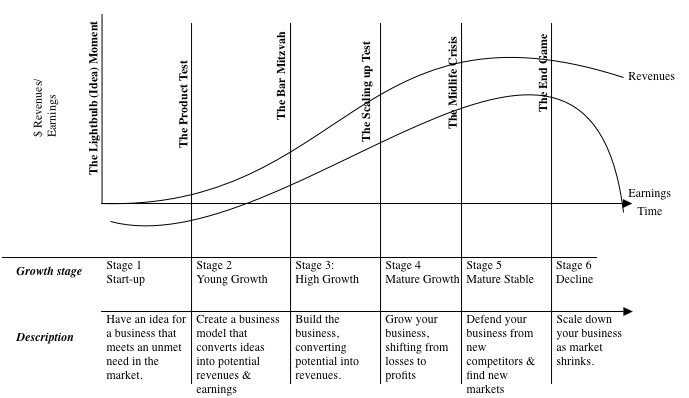 $ Revenues/
Earnings
The Lightbulb (Idea) Moment
The Product Test
The Bar Mitzvah
The Scaling up Test
The Midlife Crisis
The End Game
Revenues
Earnings
Time
Growth stage
Stage 1
Start-up
Stage 2
Young Growth
Stage 3:
High Growth
Stage 4
Mature Growth
Stage 5
Mature Stable
Stage 6
Decline
Description
Have an idea for
a business that
meets an unmet
need in the
market.
Create a business
model that
converts ideas
into potential
revenues &
earnings
Build the
business,
converting
potential into
revenues.
Grow your
business,
shifting from
losses to
profits
Defend your
business from
new
competitors &
find new
markets
Scale down
your business
as market
shrinks.